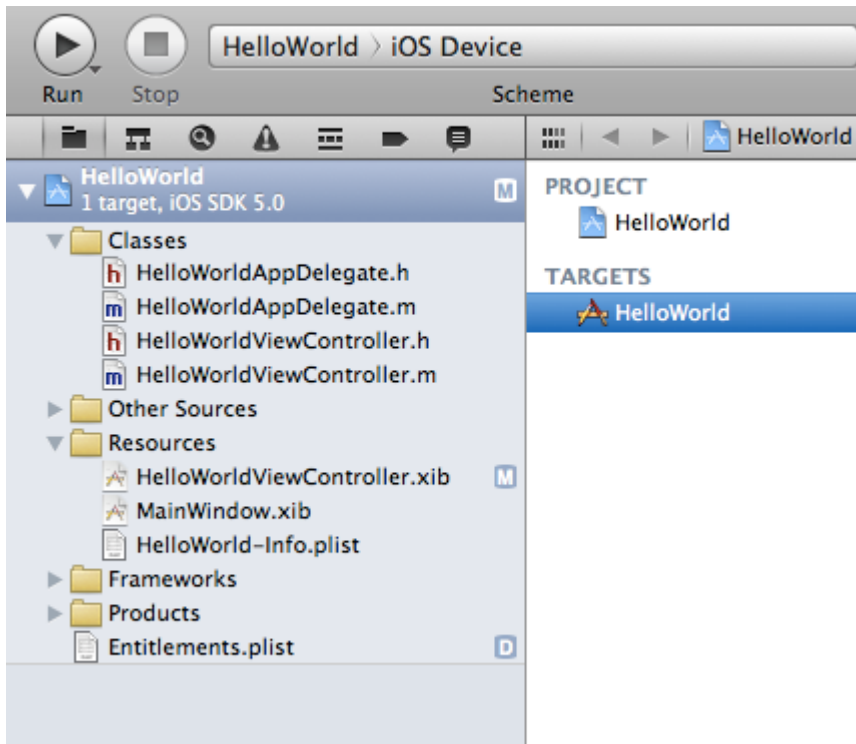 HelloWorld › iOS Device
Run Stop Scheme
HelloWorld
HelloWorld
1 target, iOS SDK 5.0
M
PROJECT
HelloWorld
TARGETS
HelloWorld
Classes
h HelloWorldAppDelegate.h
m HelloWorldAppDelegate.m
h HelloWorldViewController.h
m HelloWorldViewController.m
Other Sources
Resources
HelloWorldViewController.xib M
MainWindow.xib
HelloWorld-Info.plist
Frameworks
Products
Entitlements.plist D